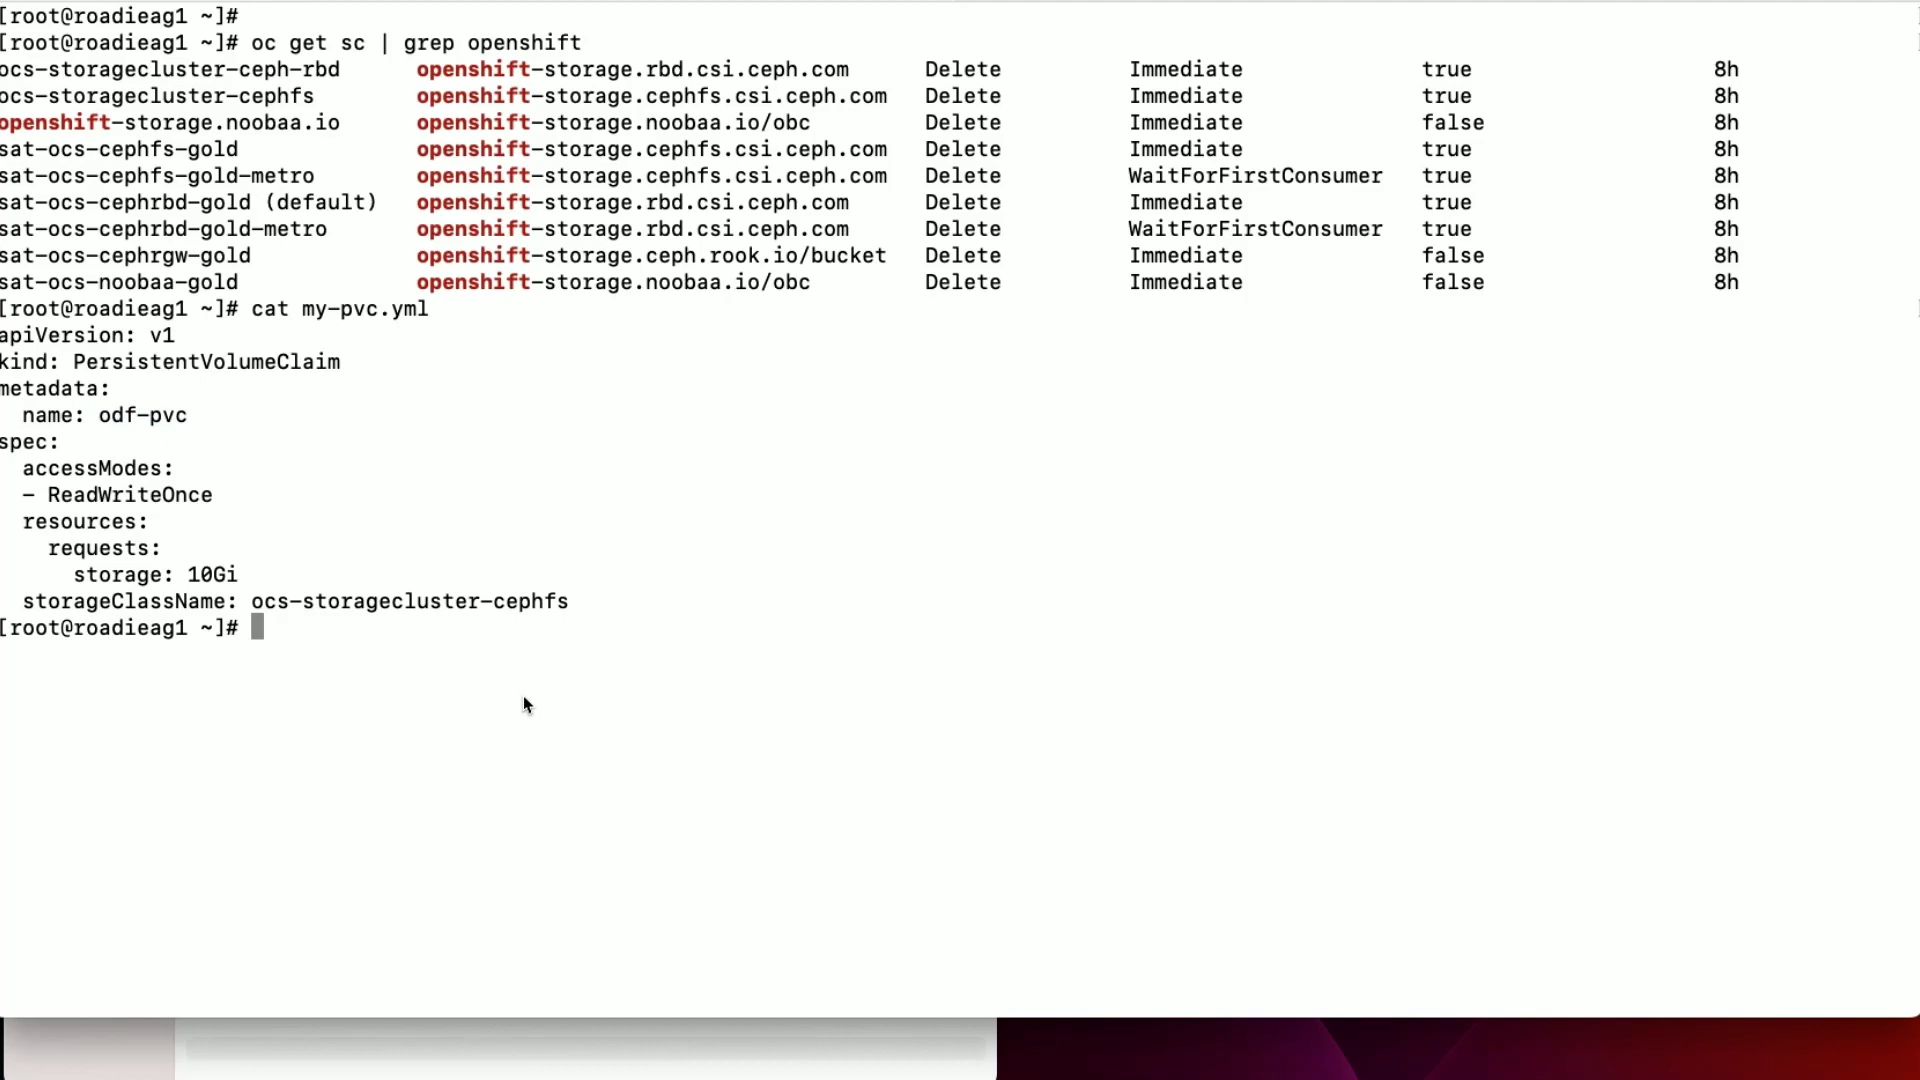 [root@roadieag1 ~]#
[root@roadieag1 ~]# oc get sc | grep openshift
ocs-storagecluster-ceph-rbd      openshift-storage.rbd.csi.ceph.com      Delete          Immediate              true                   8h
ocs-storagecluster-cephfs        openshift-storage.cephfs.csi.ceph.com   Delete          Immediate              true                   8h
openshift-storage.noobaa.io      openshift-storage.noobaa.io/obc         Delete          Immediate              false                  8h
sat-ocs-cephfs-gold              openshift-storage.cephfs.csi.ceph.com   Delete          Immediate              true                   8h
sat-ocs-cephfs-gold-metro        openshift-storage.cephfs.csi.ceph.com   Delete          WaitForFirstConsumer   true                   8h
sat-ocs-cephrbd-gold (default)   openshift-storage.rbd.csi.ceph.com      Delete          Immediate              true                   8h
sat-ocs-cephrbd-gold-metro       openshift-storage.rbd.csi.ceph.com      Delete          WaitForFirstConsumer   true                   8h
sat-ocs-cephrgw-gold             openshift-storage.ceph.rook.io/bucket   Delete          Immediate              false                  8h
sat-ocs-noobaa-gold              openshift-storage.noobaa.io/obc         Delete          Immediate              false                  8h
[root@roadieag1 ~]# cat my-pvc.yml
apiVersion: v1
kind: PersistentVolumeClaim
metadata:
  name: odf-pvc
spec:
  accessModes:
  - ReadWriteOnce
  resources:
    requests:
      storage: 10Gi
  storageClassName: ocs-storagecluster-cephfs
[root@roadieag1 ~]#